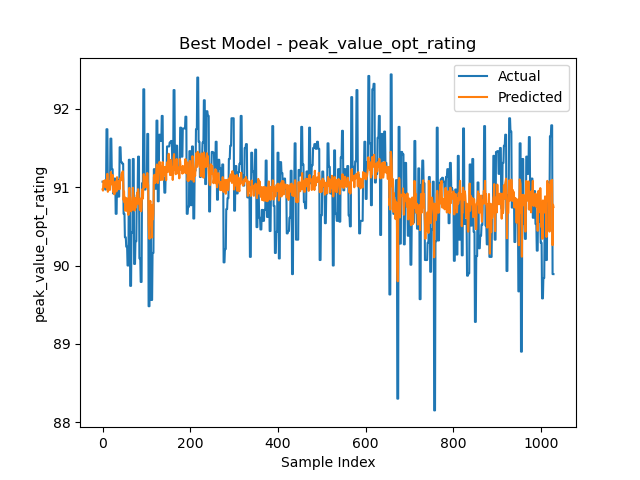 Best Model - peak_value_opt_rating
Actual
Predicted
peak_value_opt_rating
92
91
90
89
88
0
200
400
600
800
1000
Sample Index